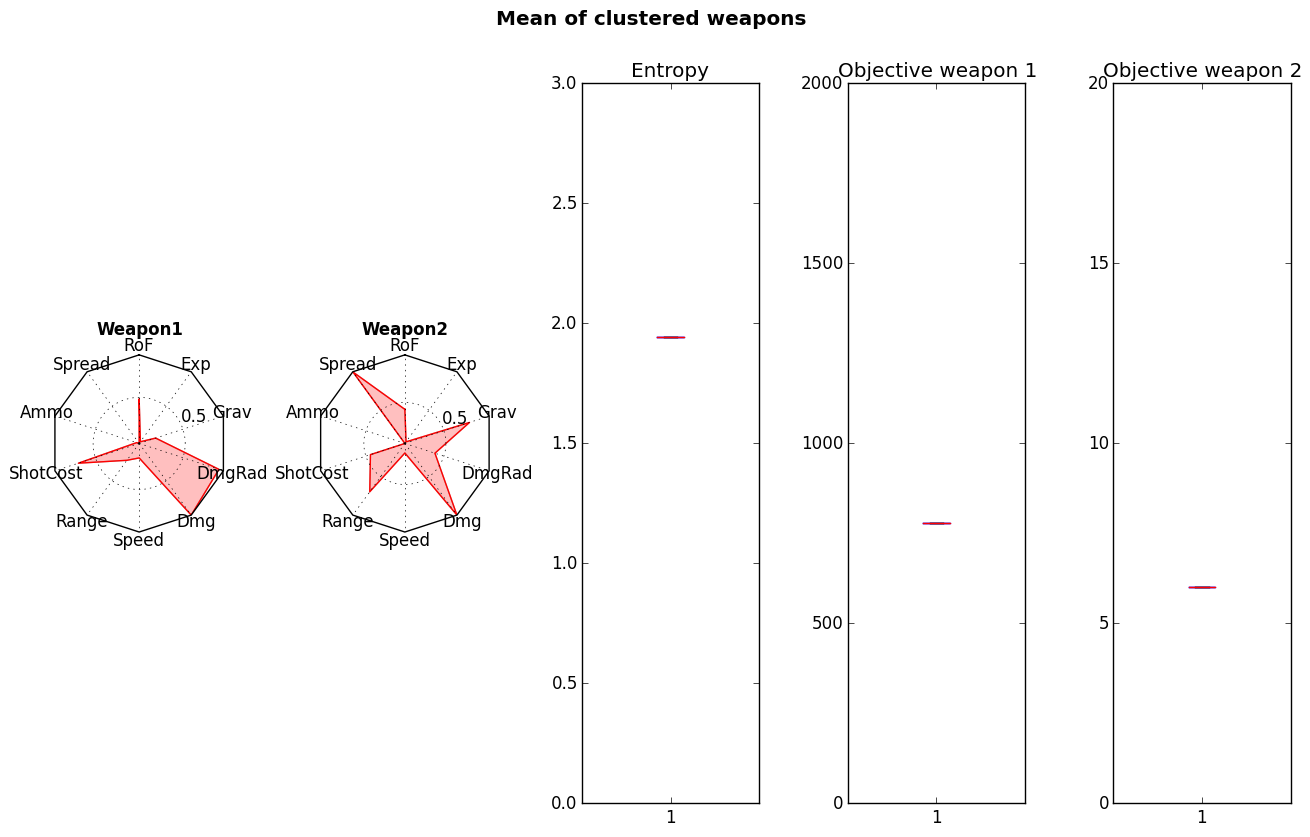 Mean of clustered weapons
Weapon1
RoF
Spread
Exp
Ammo
0.5
Grav
ShotCost
DmgRad
Range
Dmg
Speed
Weapon2
RoF
Spread
Exp
Ammo
0.5
Grav
ShotCost
DmgRad
Range
Dmg
Speed
Entropy
3.0
2.5
2.0
1.5
1.0
0.5
0.0
1
Objective weapon 1
2000
1500
1000
500
0
1
Objective weapon 2
20
15
10
5
0
1